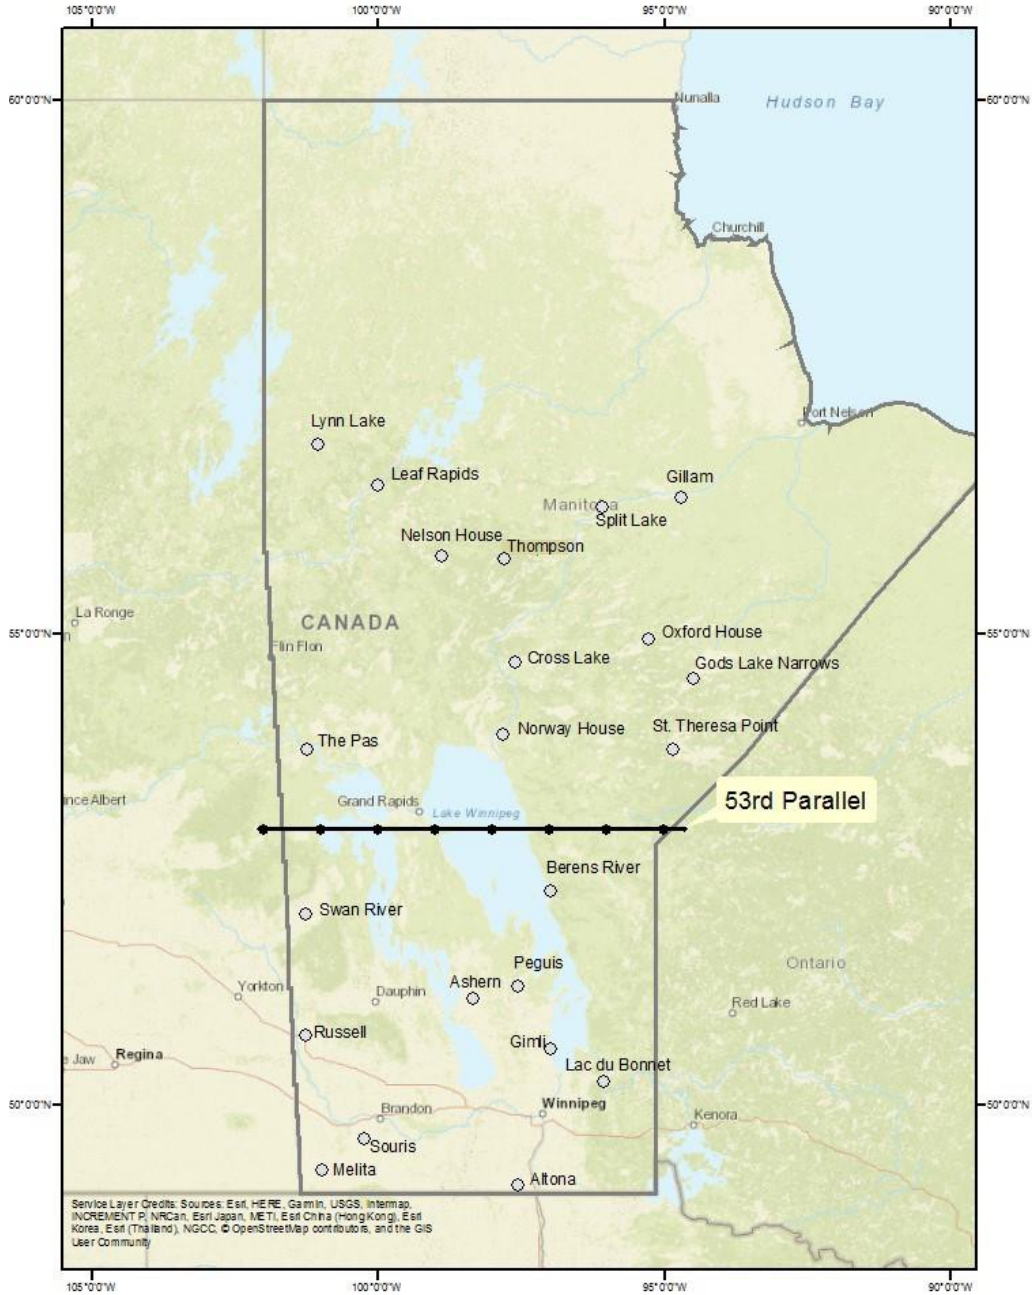 105°0'0"W 100°0'0"W 95°0'0"W 90°0'0"W
60°0'0"N
Nunalla
Hudson Bay
60°0'0"N
Churchill
Lynn Lake
Port Nelson
Leaf Rapids
Gillam
Manitoba
Split Lake
Nelson House
Thompson
La Ronge
CANADA
n
55°0'0"N
Oxford House
55°0'0"N
Flin Flon
Cross Lake
Gods Lake Narrows
The Pas
Norway House
St. Theresa Point
nce Albert
Grand Rapids
Lake Winnipeg
53rd Parallel
Berens River
Swan River
Peguis
Ontario
Ashern
Yorkton
Dauphin
Red Lake
Russell
Gimli
e Jaw
Regina
Lac du Bonnet
50°0'0"N
Brandon
Winnipeg
50°0'0"N
Kenora
Souris
Melita
Altona
Service Layer Credits: Sources: Esri, HERE, Garmin, USGS, Intermap,
INCREMENT P, NRCan, Esri Japan, METI, Esri China (Hong Kong), Esri
Korea, Esri (Thailand), NGCC, © OpenStreetMap contributors, and the GIS
User Community
105°0'0"W 100°0'0"W 95°0'0"W 90°0'0"W